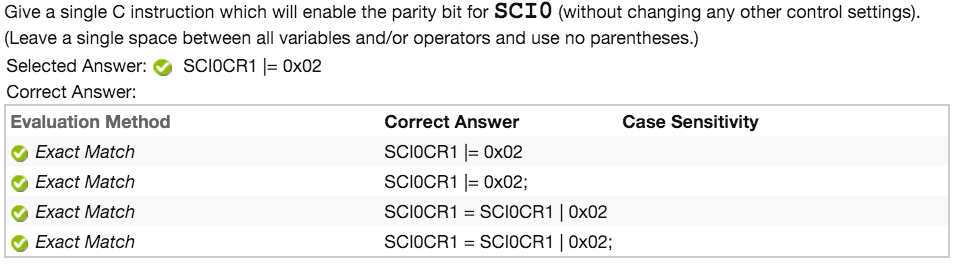 Give a single C instruction which will enable the parity bit for SCI0 (without changing any other control settings).
(Leave a single space between all variables and/or operators and use no parentheses.)
Selected Answer: SCI0CR1 |= 0x02
Correct Answer:
Evaluation Method Correct Answer Case Sensitivity
Exact Match SCI0CR1 |= 0x02
Exact Match SCI0CR1 |= 0x02;
Exact Match SCI0CR1 = SCI0CR1 | 0x02
Exact Match SCI0CR1 = SCI0CR1 | 0x02;